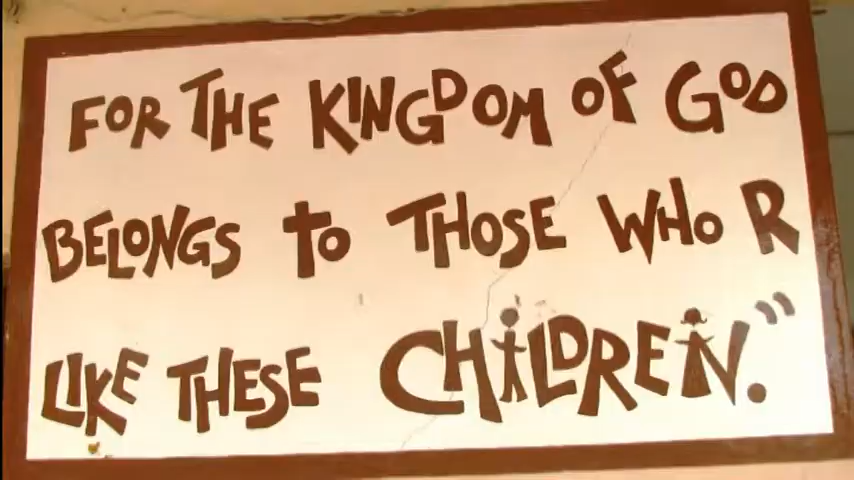 FOR THE KINGDOM OF GOD
BELONGS TO THOSE WHO R
LIKE THESE CHILDREN."